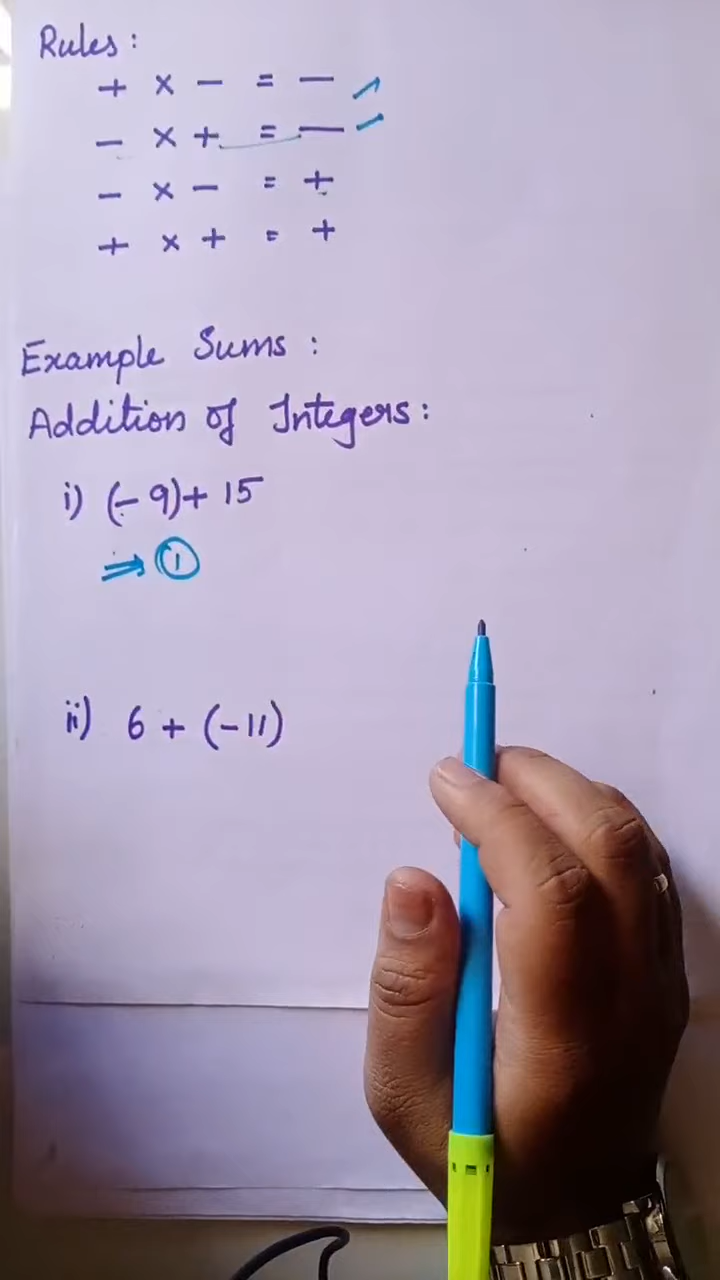 Rules:
+ × - = -
- × + = -
- × - = +
+ × + = +
Example Sums:
Addition of Integers:
i) (-9)+ 15
⇒ ①
ii) 6 + (-11)